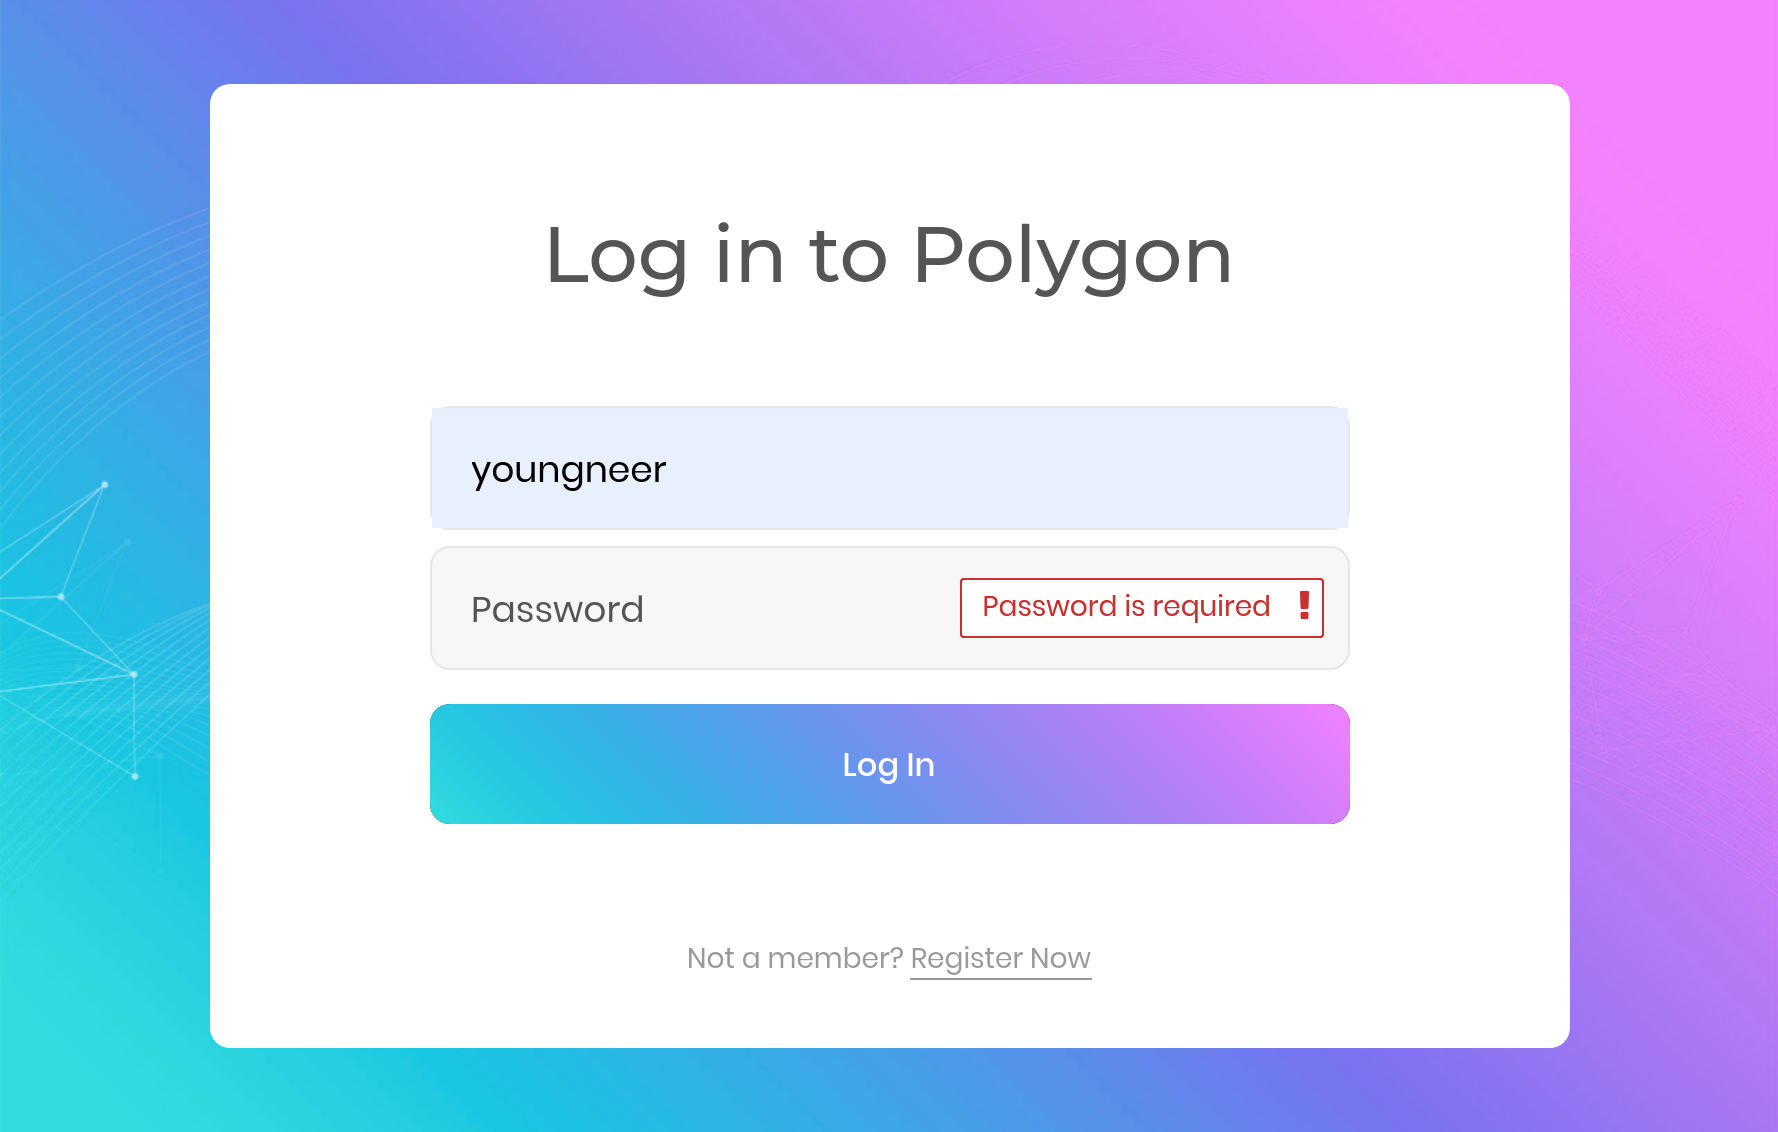 Log in to Polygon
youngneer
Password
Password is required !
Log In
Not a member? Register Now